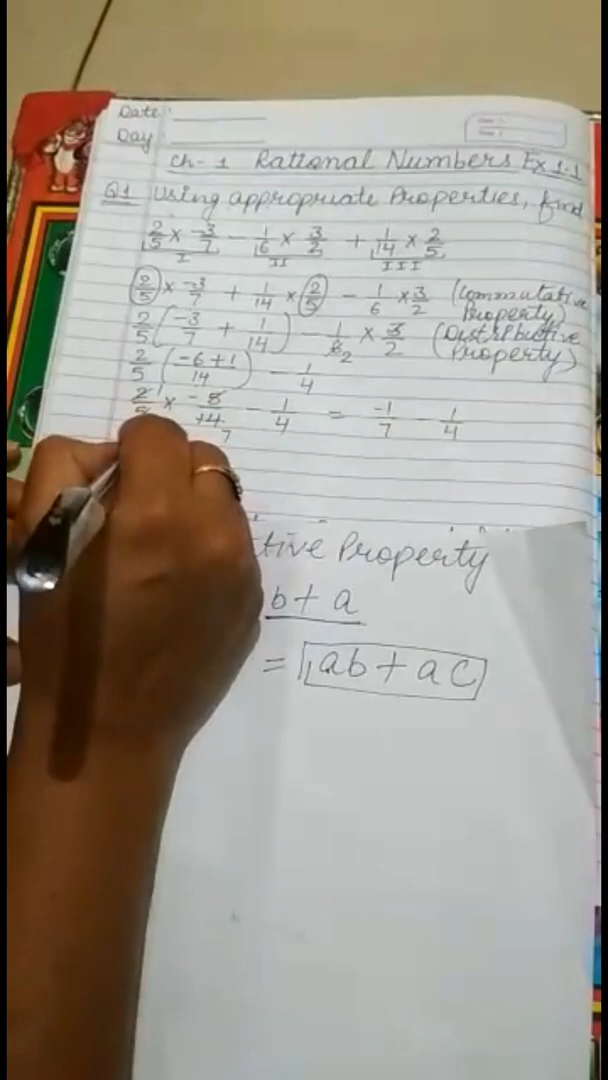 Date
Day
Ch- 1 Rational Numbers Ex 1.1
Q1 Using appropriate Properties, find
2/5 × -3/7 - 1/6 × 3/2 + 1/14 × 2/5
I II III
2/5 × -3/7 + 1/14 × 2/5 - 1/6 × 3/2 (Commutative Property)
2/5 (-3/7 + 1/14) - 1/6 2 × 3/2 (Distributive Property)
2/5 (-6+1/14) - 1/4
2 1/5 × -5/14 7 - 1/4 = -1/7 - 1/4
tive Property
b + a
= ab + ac